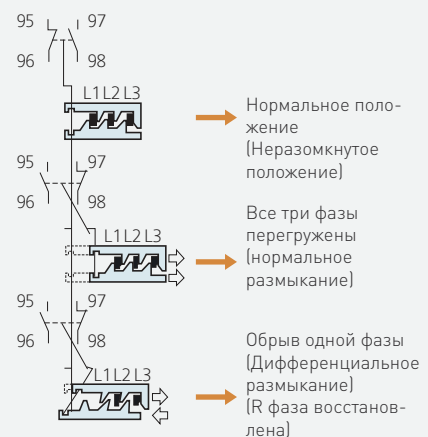 95 97
96 98
L1 L2 L3
Нормальное поло-
жение
(Неразомкнутое
положение)
95 97
96 98
L1 L2 L3
Все три фазы
перегружены
(нормальное
размыкание)
95 97
96 98
L1 L2 L3
Обрыв одной фазы
(Дифференциальное
размыкание)
(R фаза восстанов-
лена)